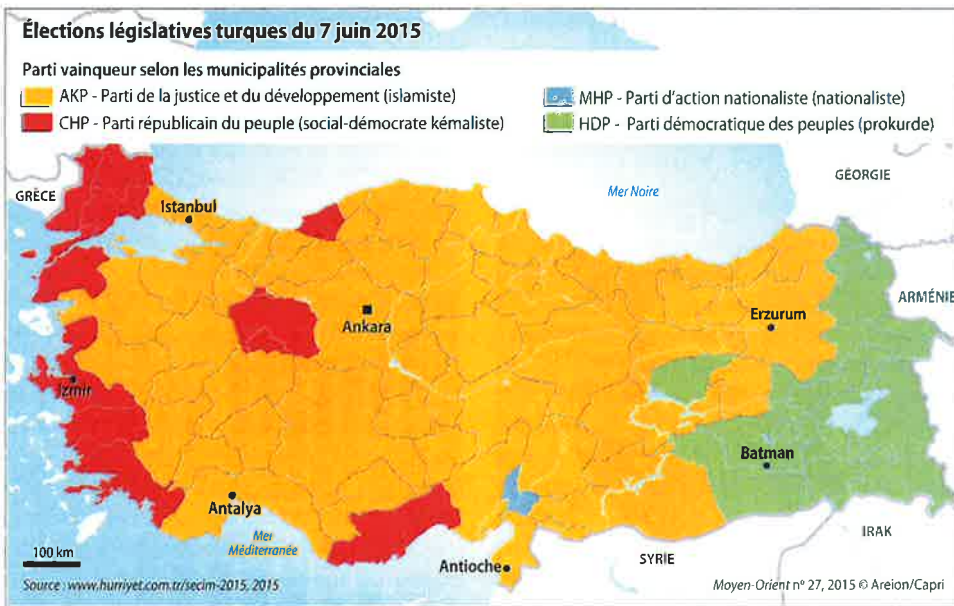 Élections législatives turques du 7 juin 2015
Parti vainqueur selon les municipalités provinciales
AKP - Parti de la justice et du développement (islamiste)
CHP - Parti républicain du peuple (social-démocrate kémaliste)
MHP - Parti d'action nationaliste (nationaliste)
HDP - Parti démocratique des peuples (prokurde)
GRÈCE
Istanbul
Mer Noire
GÉORGIE
ARMÉNIE
Ankara
Erzurum
Izmir
Batman
Antalya
Mer
Méditerranée
Antioche
SYRIE
IRAK
100 km
Source : www.hurriyet.com.tr/secim-2015, 2015
Moyen-Orient n° 27, 2015 © Areion/Capri